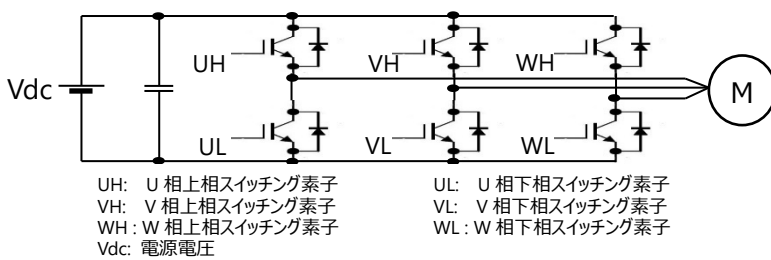 UH
VH
WH
Vdc
M
UL
VL
WL
UH: U 相上相スイッチング素子
UL: U 相下相スイッチング素子
VH: V 相上相スイッチング素子
VL: V 相下相スイッチング素子
WH : W 相上相スイッチング素子
WL : W 相下相スイッチング素子
Vdc: 電源電圧